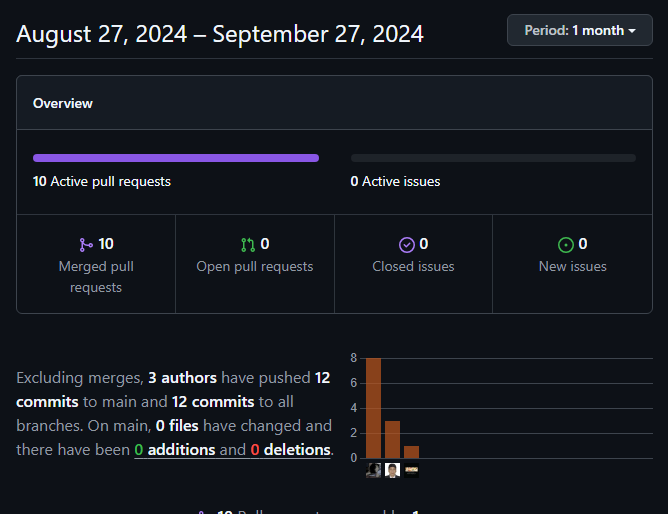 August 27, 2024 – September 27, 2024
Period: 1 month
Overview
10 Active pull requests
0 Active issues
10
Merged pull
requests
0
Open pull requests
0
Closed issues
0
New issues
Excluding merges, 3 authors have pushed 12
commits to main and 12 commits to all
branches. On main, 0 files have changed and
there have been 0 additions and 0 deletions.
8
6
4
2
0